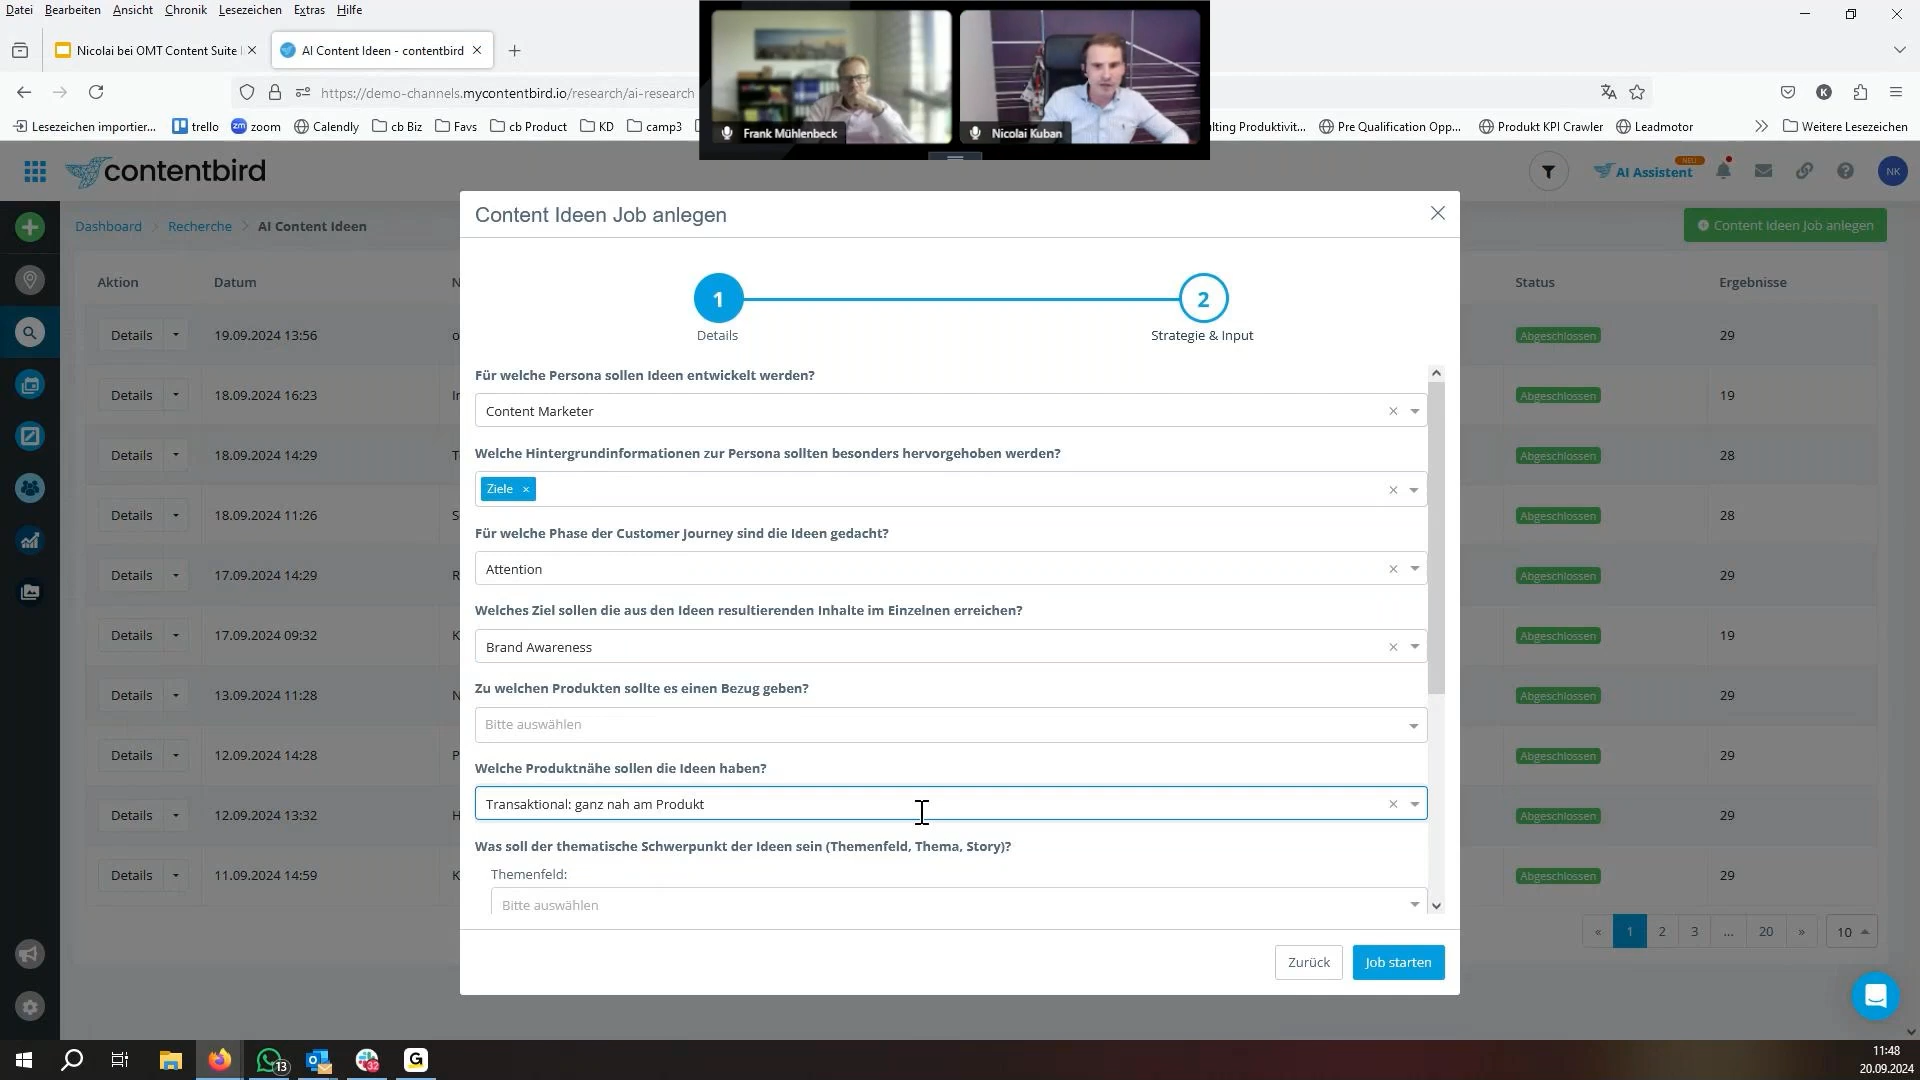 Datei Bearbeiten Ansicht Chronik Lesezeichen Extras Hilfe
Nicolai bei OMT Content Suite
AI Content Ideen - contentbird
https://demo-channels.mycontentbird.io/research/ai-research
Frank Mühlenbeck
Nicolai Kuban
K
Lesezeichen importier... trello zm zoom Calendly cb Biz Favs cb Product KD camp3 ulting Produktivit... Pre Qualification Opp... Produkt KPI Crawler Leadmotor Weitere Lesezeichen
contentbird
AI Assistent NEU
NK
Dashboard > Recherche > AI Content Ideen
Content Ideen Job anlegen
Aktion Datum N Status Ergebnisse
Details 19.09.2024 13:56 o Abgeschlossen 29
Details 18.09.2024 16:23 Abgeschlossen 19
Details 18.09.2024 14:29 T Abgeschlossen 28
Details 18.09.2024 11:26 S Abgeschlossen 28
Details 17.09.2024 14:29 R Abgeschlossen 29
Details 17.09.2024 09:32 K Abgeschlossen 19
Details 13.09.2024 11:28 N Abgeschlossen 29
Details 12.09.2024 14:28 P Abgeschlossen 29
Details 12.09.2024 13:32 H Abgeschlossen 29
Details 11.09.2024 14:59 K Abgeschlossen 29
« 1 2 3 ... 20 » 10
Content Ideen Job anlegen
1 2
Details Strategie & Input
Für welche Persona sollen Ideen entwickelt werden?
Content Marketer
Welche Hintergrundinformationen zur Persona sollten besonders hervorgehoben werden?
Ziele ×
Für welche Phase der Customer Journey sind die Ideen gedacht?
Attention
Welches Ziel sollen die aus den Ideen resultierenden Inhalte im Einzelnen erreichen?
Brand Awareness
Zu welchen Produkten sollte es einen Bezug geben?
Bitte auswählen
Welche Produktnähe sollen die Ideen haben?
Transaktional: ganz nah am Produkt
Was soll der thematische Schwerpunkt der Ideen sein (Themenfeld, Thema, Story)?
Themenfeld:
Bitte auswählen
Zurück Job starten
13
32
G
11:48
20.09.2024